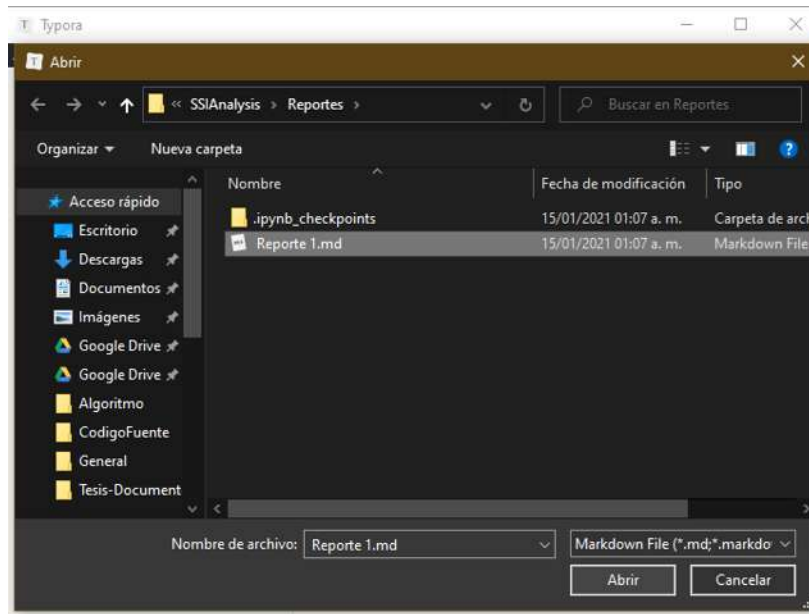 Typora
Abrir
« SSIAnalysis › Reportes ›
Buscar en Reportes
Organizar
Nueva carpeta
Nombre
Fecha de modificación
Tipo
Acceso rápido
Escritorio
Descargas
Documentos
Imágenes
Google Drive
Google Drive
Algoritmo
CodigoFuente
General
Tesis-Document
.ipynb_checkpoints
15/01/2021 01:07 a. m.
Carpeta de arch
Reporte 1.md
15/01/2021 01:07 a. m.
Markdown File
Nombre de archivo:
Reporte 1.md
Markdown File (*.md;*.markdo
Abrir
Cancelar